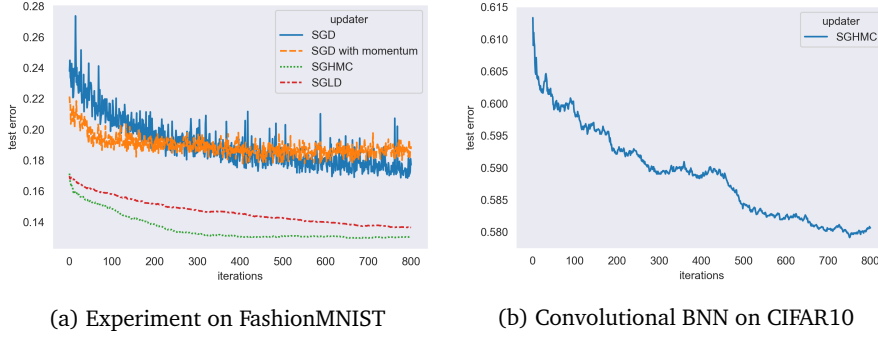 updater
SGD
SGD with momentum
SGHMC
SGLD
0.28
0.26
0.24
0.22
0.20
0.18
0.16
0.14
test error
0 100 200 300 400 500 600 700 800
iterations
(a) Experiment on FashionMNIST
updater
SGHMC
0.615
0.610
0.605
0.600
0.595
0.590
0.585
0.580
test error
0 100 200 300 400 500 600 700 800
iterations
(b) Convolutional BNN on CIFAR10